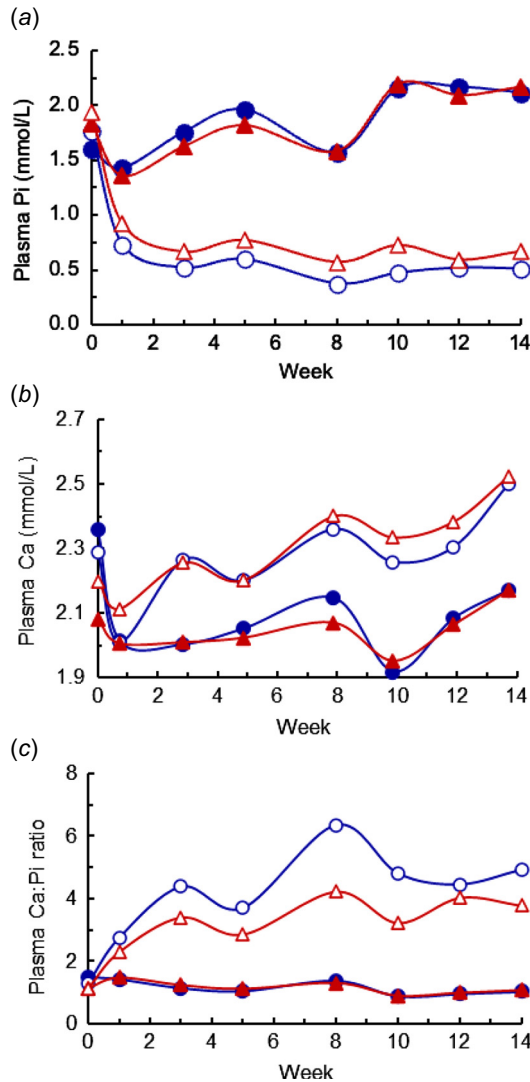 (a)
Plasma Pi (mmol/L)
2.5
2.0
1.5
1.0
0.5
0.0
0 2 4 6 8 10 12 14
Week
(b)
Plasma Ca (mmol/L)
2.7
2.5
2.3
2.1
1.9
0 2 4 6 8 10 12 14
Week
(c)
Plasma Ca:Pi ratio
8
6
4
2
0
0 2 4 6 8 10 12 14
Week